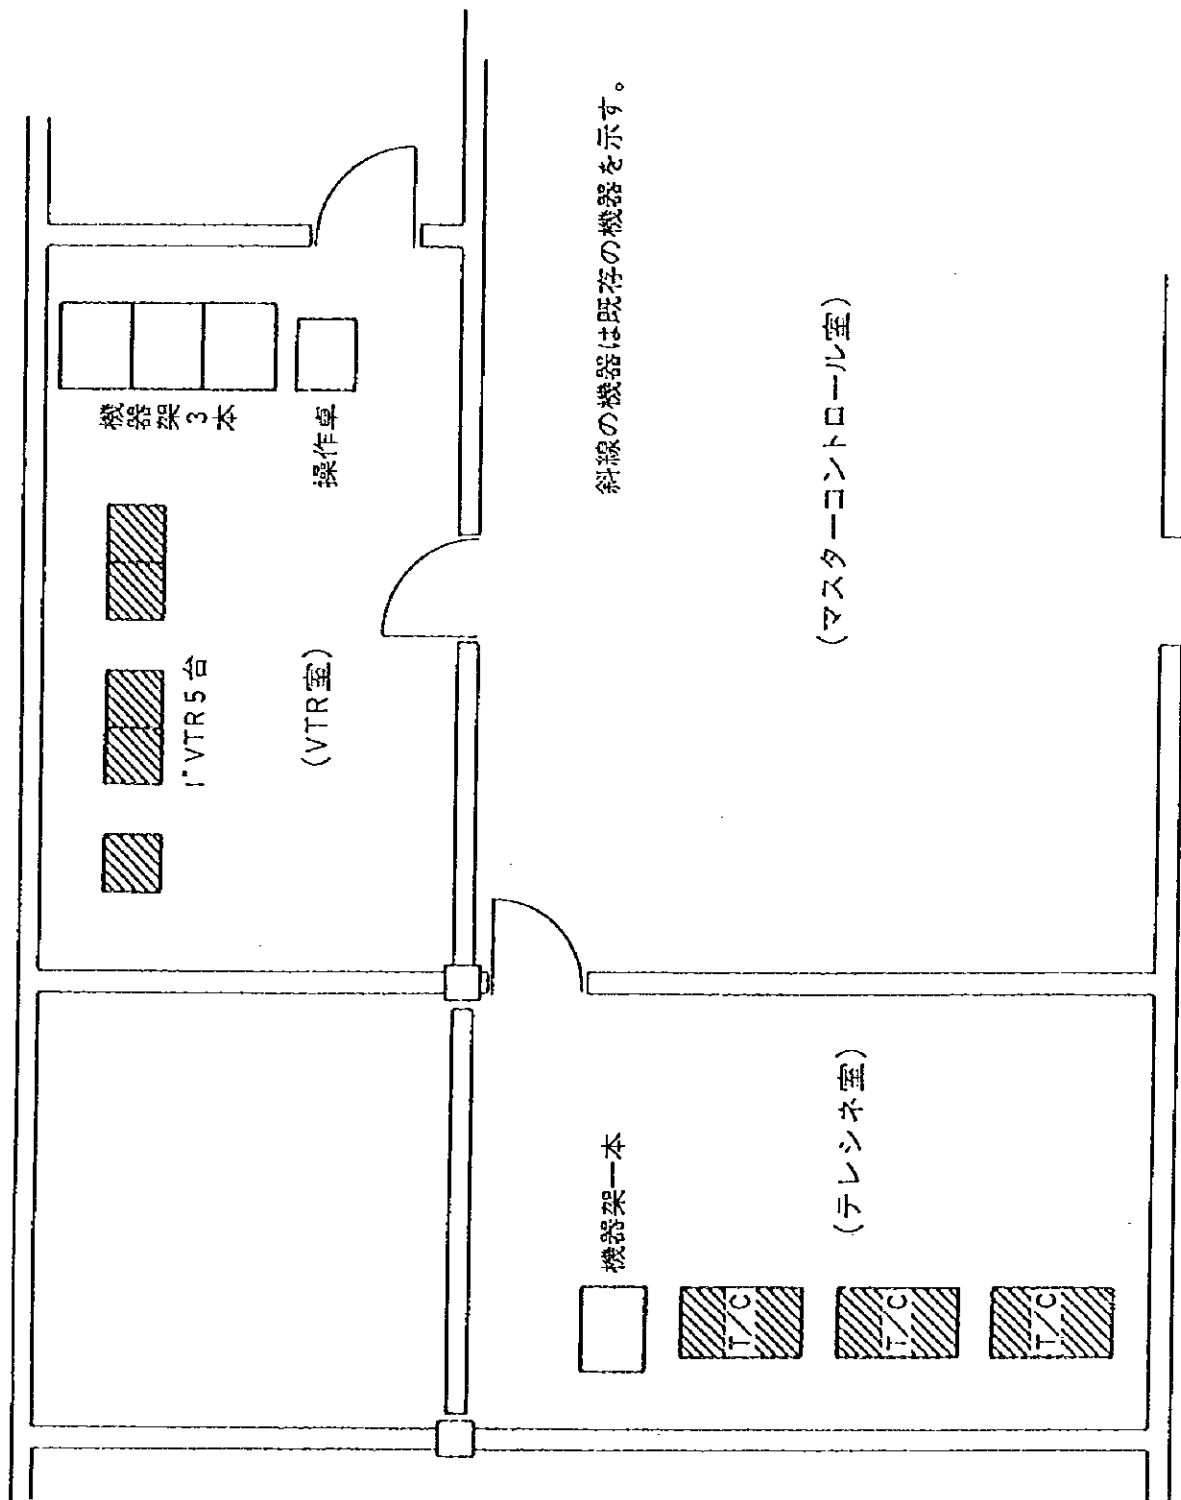 機器架3本
操作卓
1" VTR5台
(VTR室)
斜線の機器は既存の機器を示す。
(マスターコントロール室)
機器架一本
(テレシネ室)
T/C
T/C
T/C